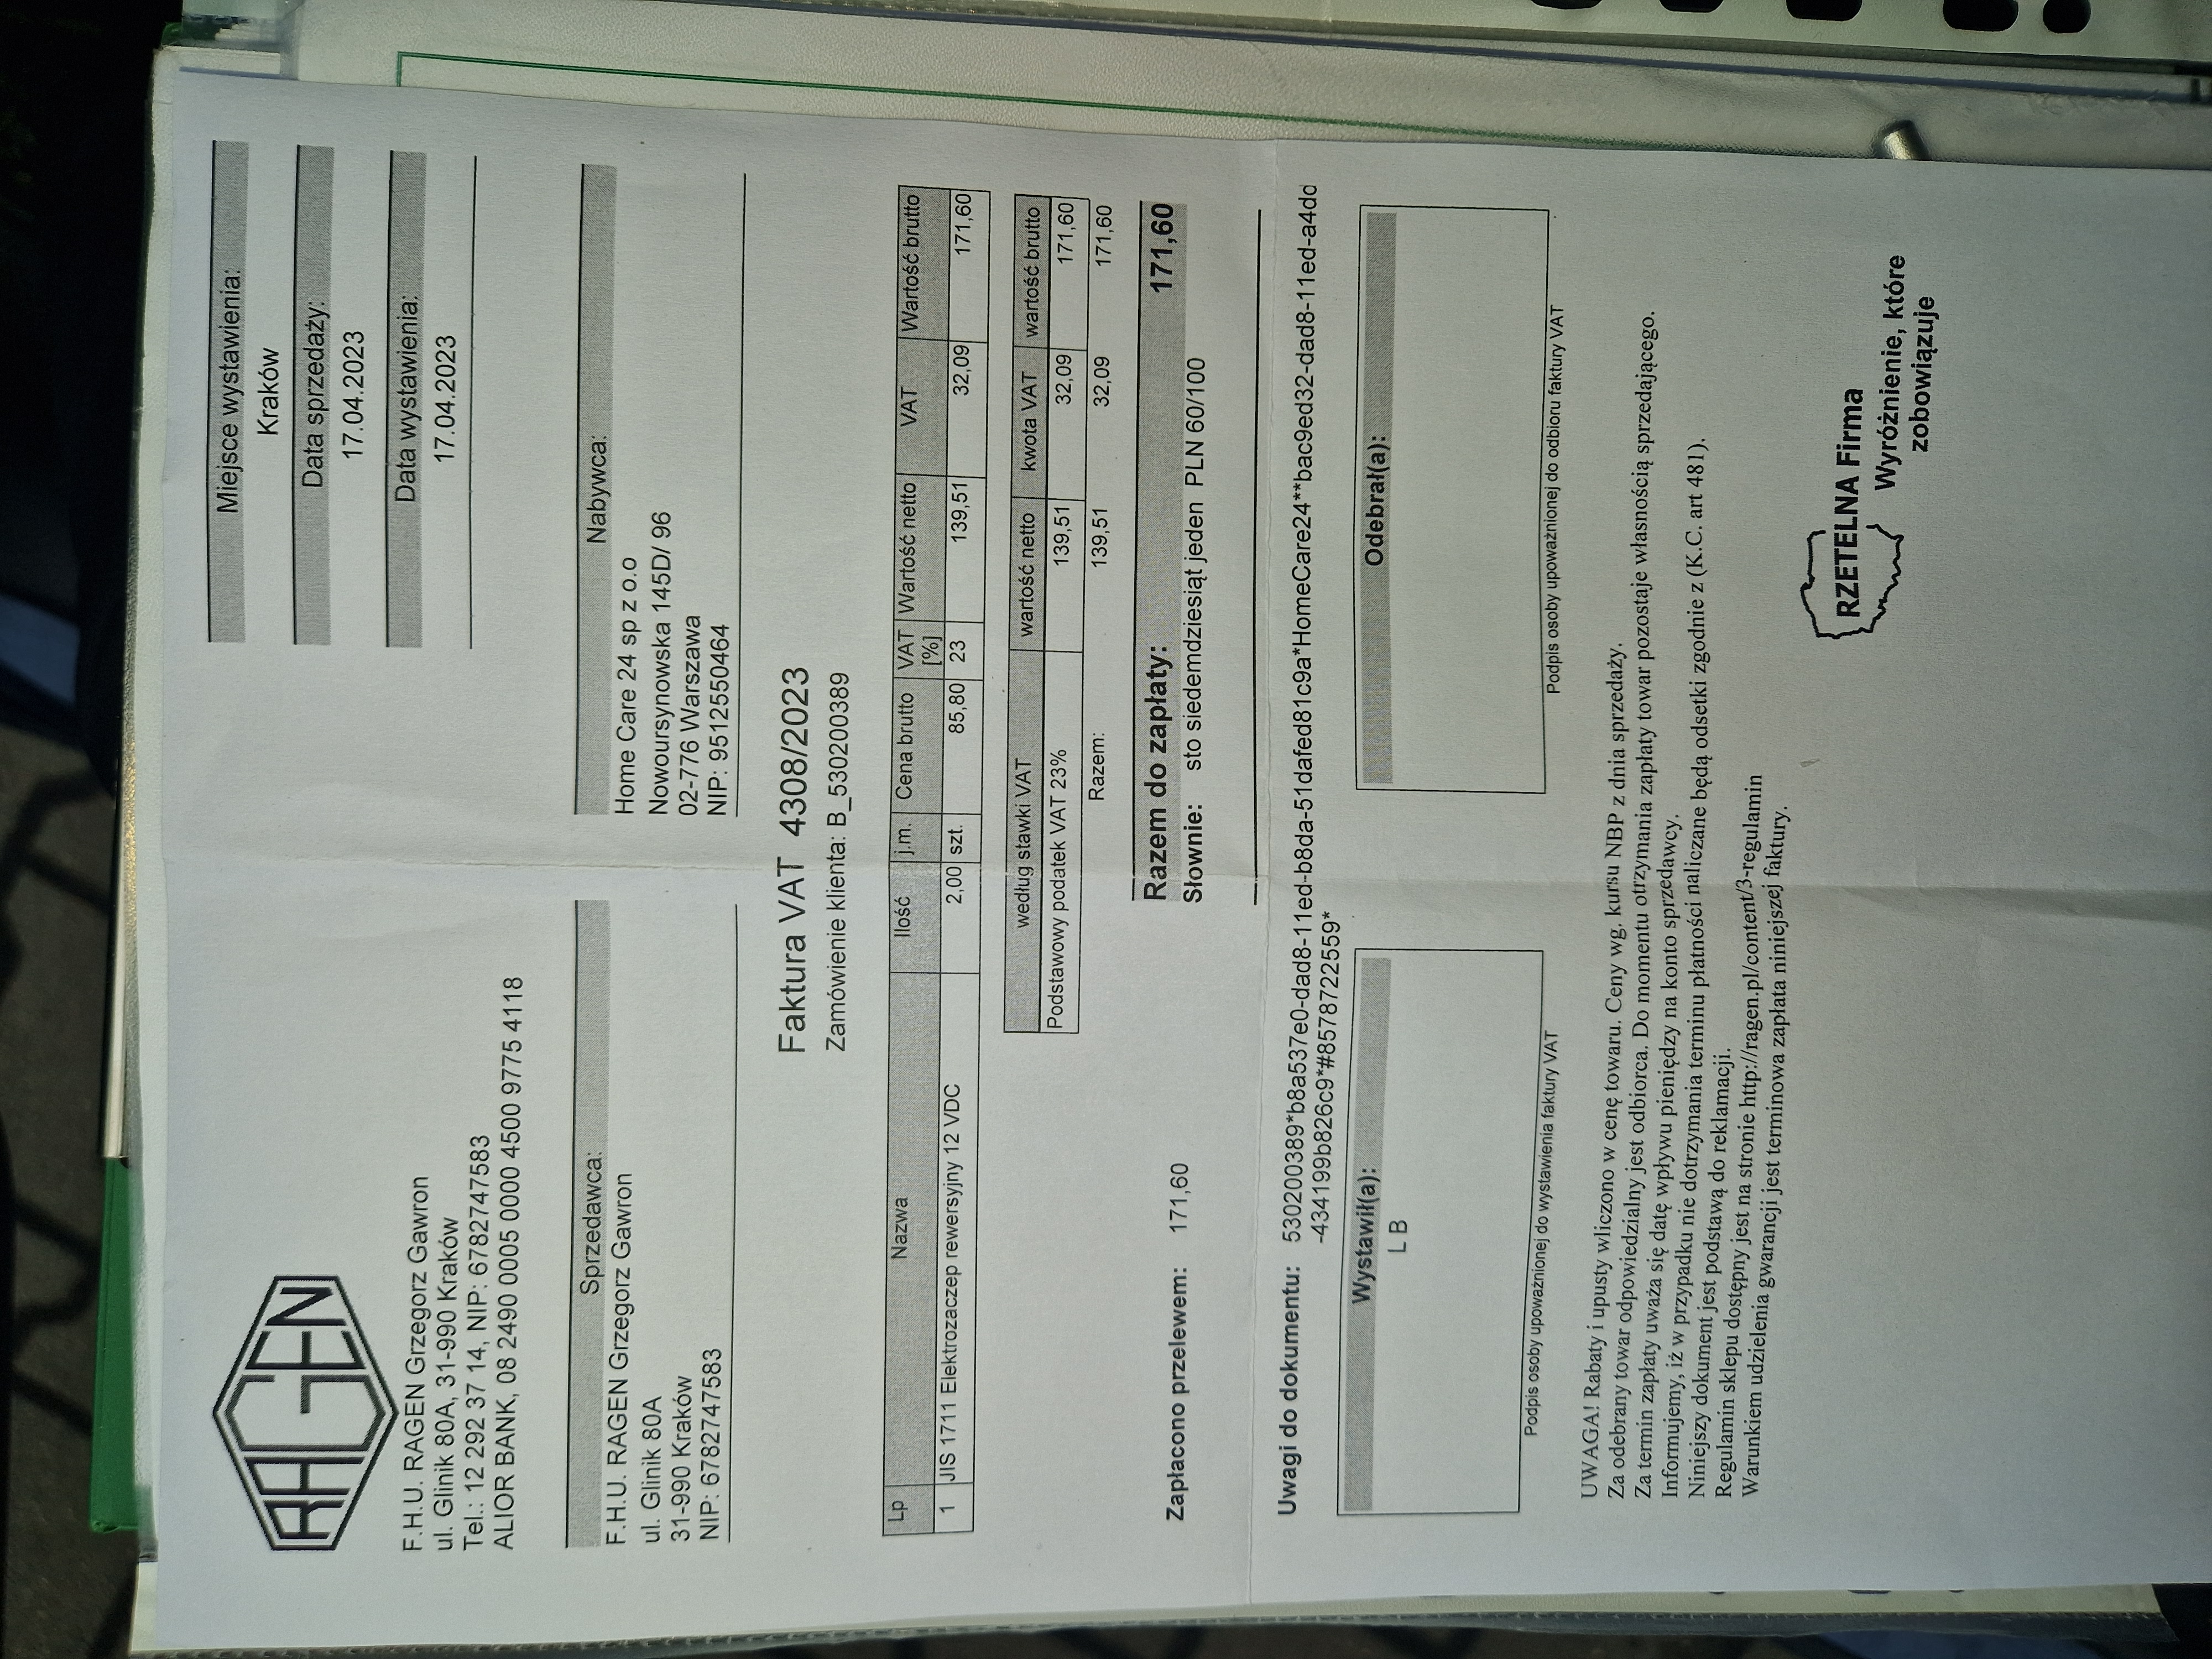 RAGEN
F.H.U. RAGEN Grzegorz Gawron
ul. Glinik 80A, 31-990 Kraków
Tel.: 12 292 37 14, NIP: 6782747583
ALIOR BANK, 08 2490 0005 0000 4500 9775 4118
Miejsce wystawienia:
Kraków
Data sprzedaży:
17.04.2023
Data wystawienia:
17.04.2023
Sprzedawca:
F.H.U. RAGEN Grzegorz Gawron
ul. Glinik 80A
31-990 Kraków
NIP: 6782747583
Nabywca:
Home Care 24 sp z o.o
Nowoursynowska 145D/ 96
02-776 Warszawa
NIP: 9512550464
Faktura VAT 4308/2023
Zamówienie klienta: B_530200389
Lp Nazwa Ilość j.m. Cena brutto VAT [%] Wartość netto VAT Wartość brutto
1 JIS 1711 Elektrozaczep rewersyjny 12 VDC 2,00 szt. 85,80 23 139,51 32,09 171,60
według stawki VAT wartość netto kwota VAT wartość brutto
Podstawowy podatek VAT 23% 139,51 32,09 171,60
Razem: 139,51 32,09 171,60
Zapłacono przelewem: 171,60
Razem do zapłaty: 171,60
Słownie: sto siedemdziesiąt jeden PLN 60/100
Uwagi do dokumentu: 530200389*b8a537e0-dad8-11ed-b8da-51dafed81c9a*HomeCare24**bac9ed32-dad8-11ed-a4dd
-434199b826c9*#8578722559*
Wystawił(a):
L B
Podpis osoby upoważnionej do wystawienia faktury VAT
Odebrał(a):
Podpis osoby upoważnionej do odbioru faktury VAT
UWAGA! Rabaty i upusty wliczono w cenę towaru. Ceny wg. kursu NBP z dnia sprzedaży.
Za odebrany towar odpowiedzialny jest odbiorca. Do momentu otrzymania zapłaty towar pozostaje własnością sprzedającego.
Za termin zapłaty uważa się datę wpływu pieniędzy na konto sprzedawcy.
Informujemy, iż w przypadku nie dotrzymania terminu płatności naliczane będą odsetki zgodnie z (K.C. art 481).
Niniejszy dokument jest podstawą do reklamacji.
Regulamin sklepu dostępny jest na stronie http://ragen.pl/content/3-regulamin
Warunkiem udzielenia gwarancji jest terminowa zapłata niniejszej faktury.
RZETELNA Firma
Wyróżnienie, które
zobowiązuje